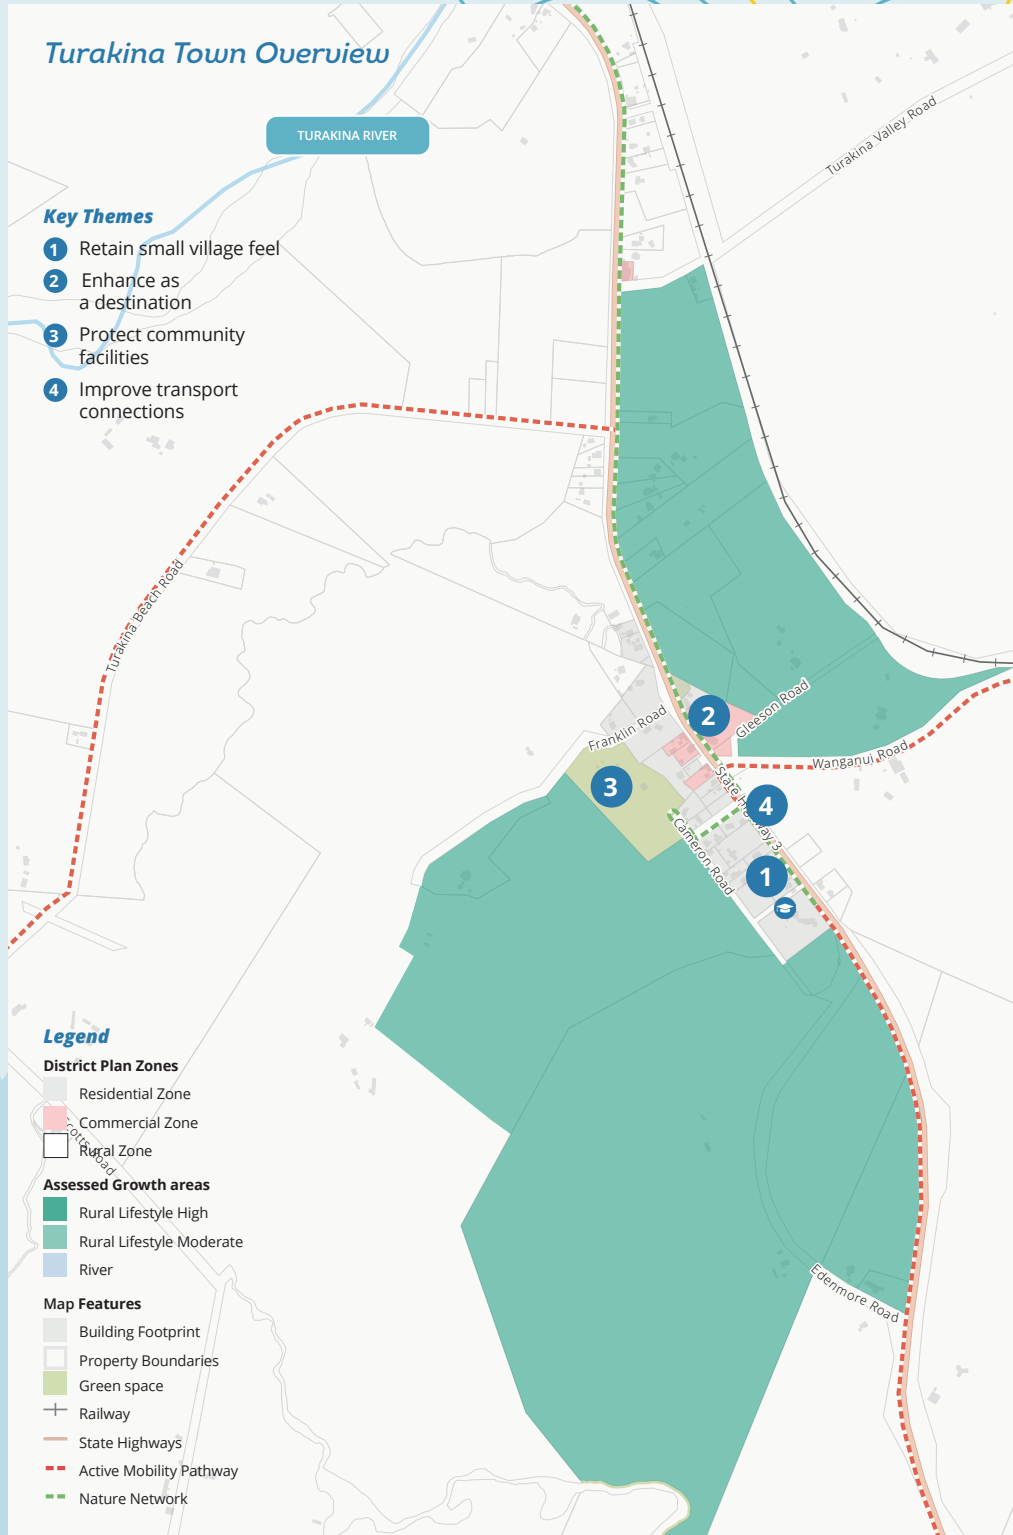 Turakina Town Overview
TURAKINA RIVER
Turakina Valley Road
Key Themes
1 Retain small village feel
2 Enhance as
a destination
3 Protect community
facilities
4 Improve transport
connections
Turakina Beach Road
Franklin Road
2
Gleeson Road
Wanganui Road
3
State Highway 3
4
Cameron Road
1
Edenmore Road
Legend
District Plan Zones
Residential Zone
Commercial Zone
Rural Zone
Assessed Growth areas
Rural Lifestyle High
Rural Lifestyle Moderate
River
Map Features
Building Footprint
Property Boundaries
Green space
Railway
State Highways
Active Mobility Pathway
Nature Network